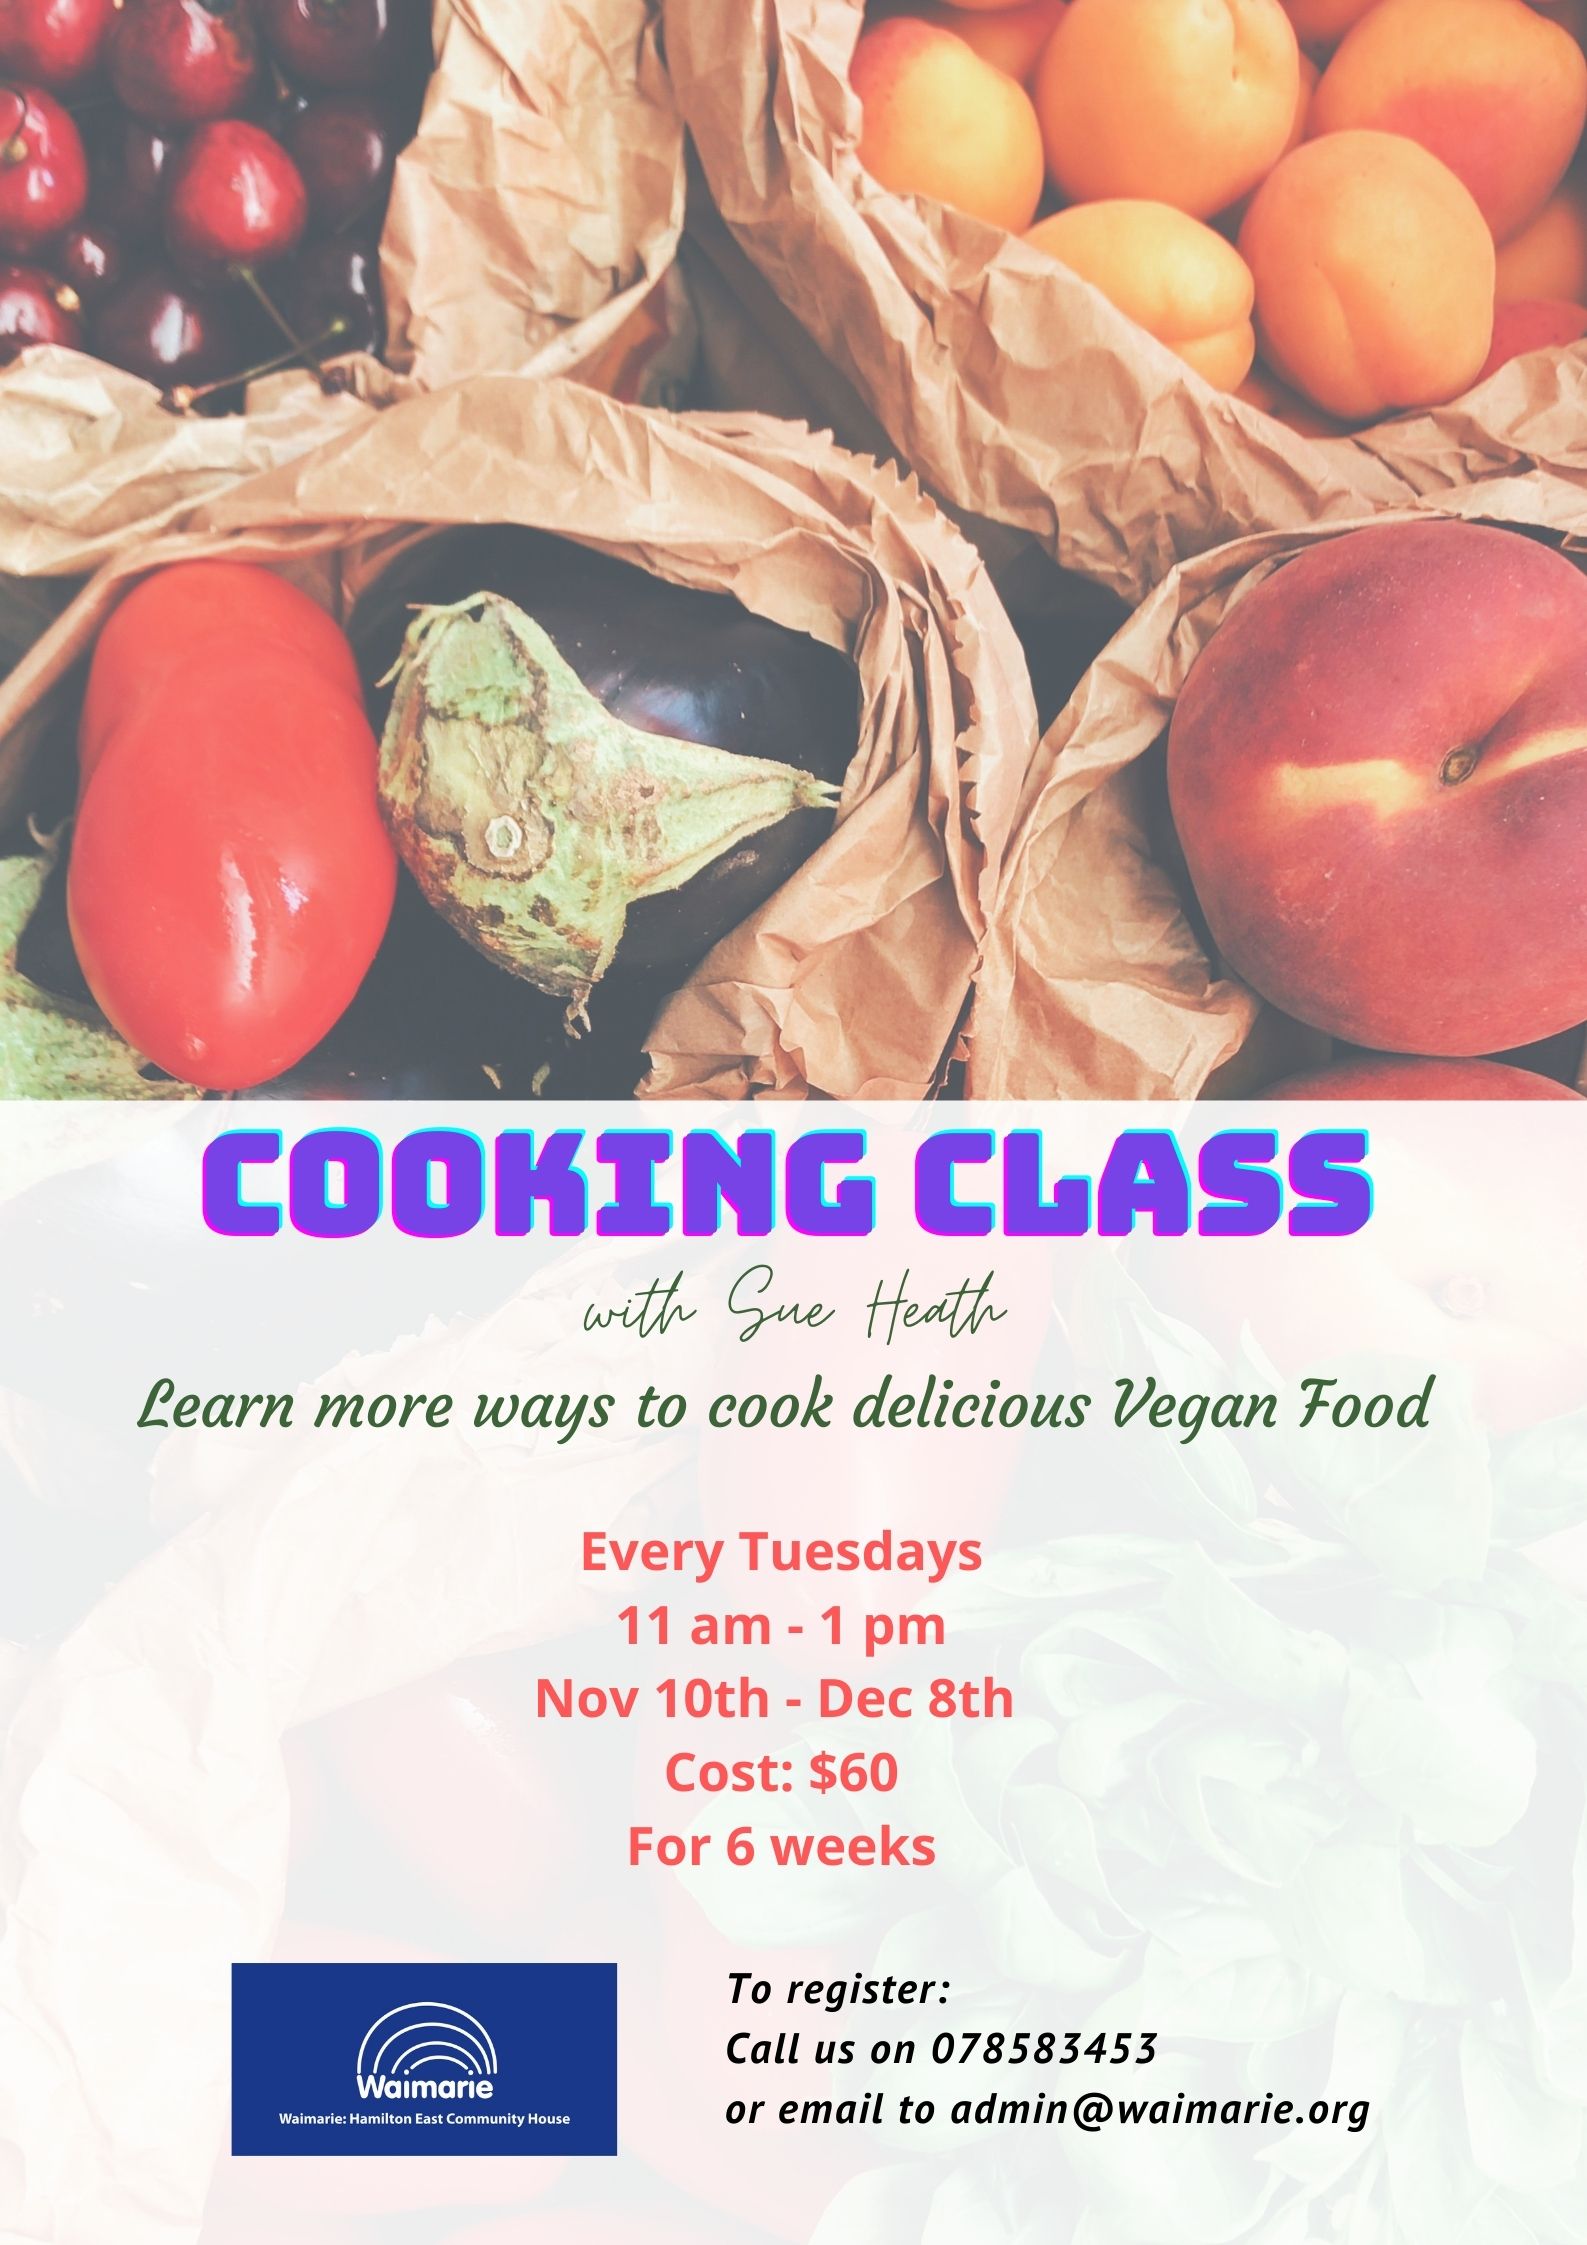 COOKING CLASS
with Sue Heath
Learn more ways to cook delicious Vegan Food
Every Tuesdays
11 am - 1 pm
Nov 10th - Dec 8th
Cost: $60
For 6 weeks
Waimarie
Waimarie: Hamilton East Community House
To register:
Call us on 078583453
or email to admin@waimarie.org